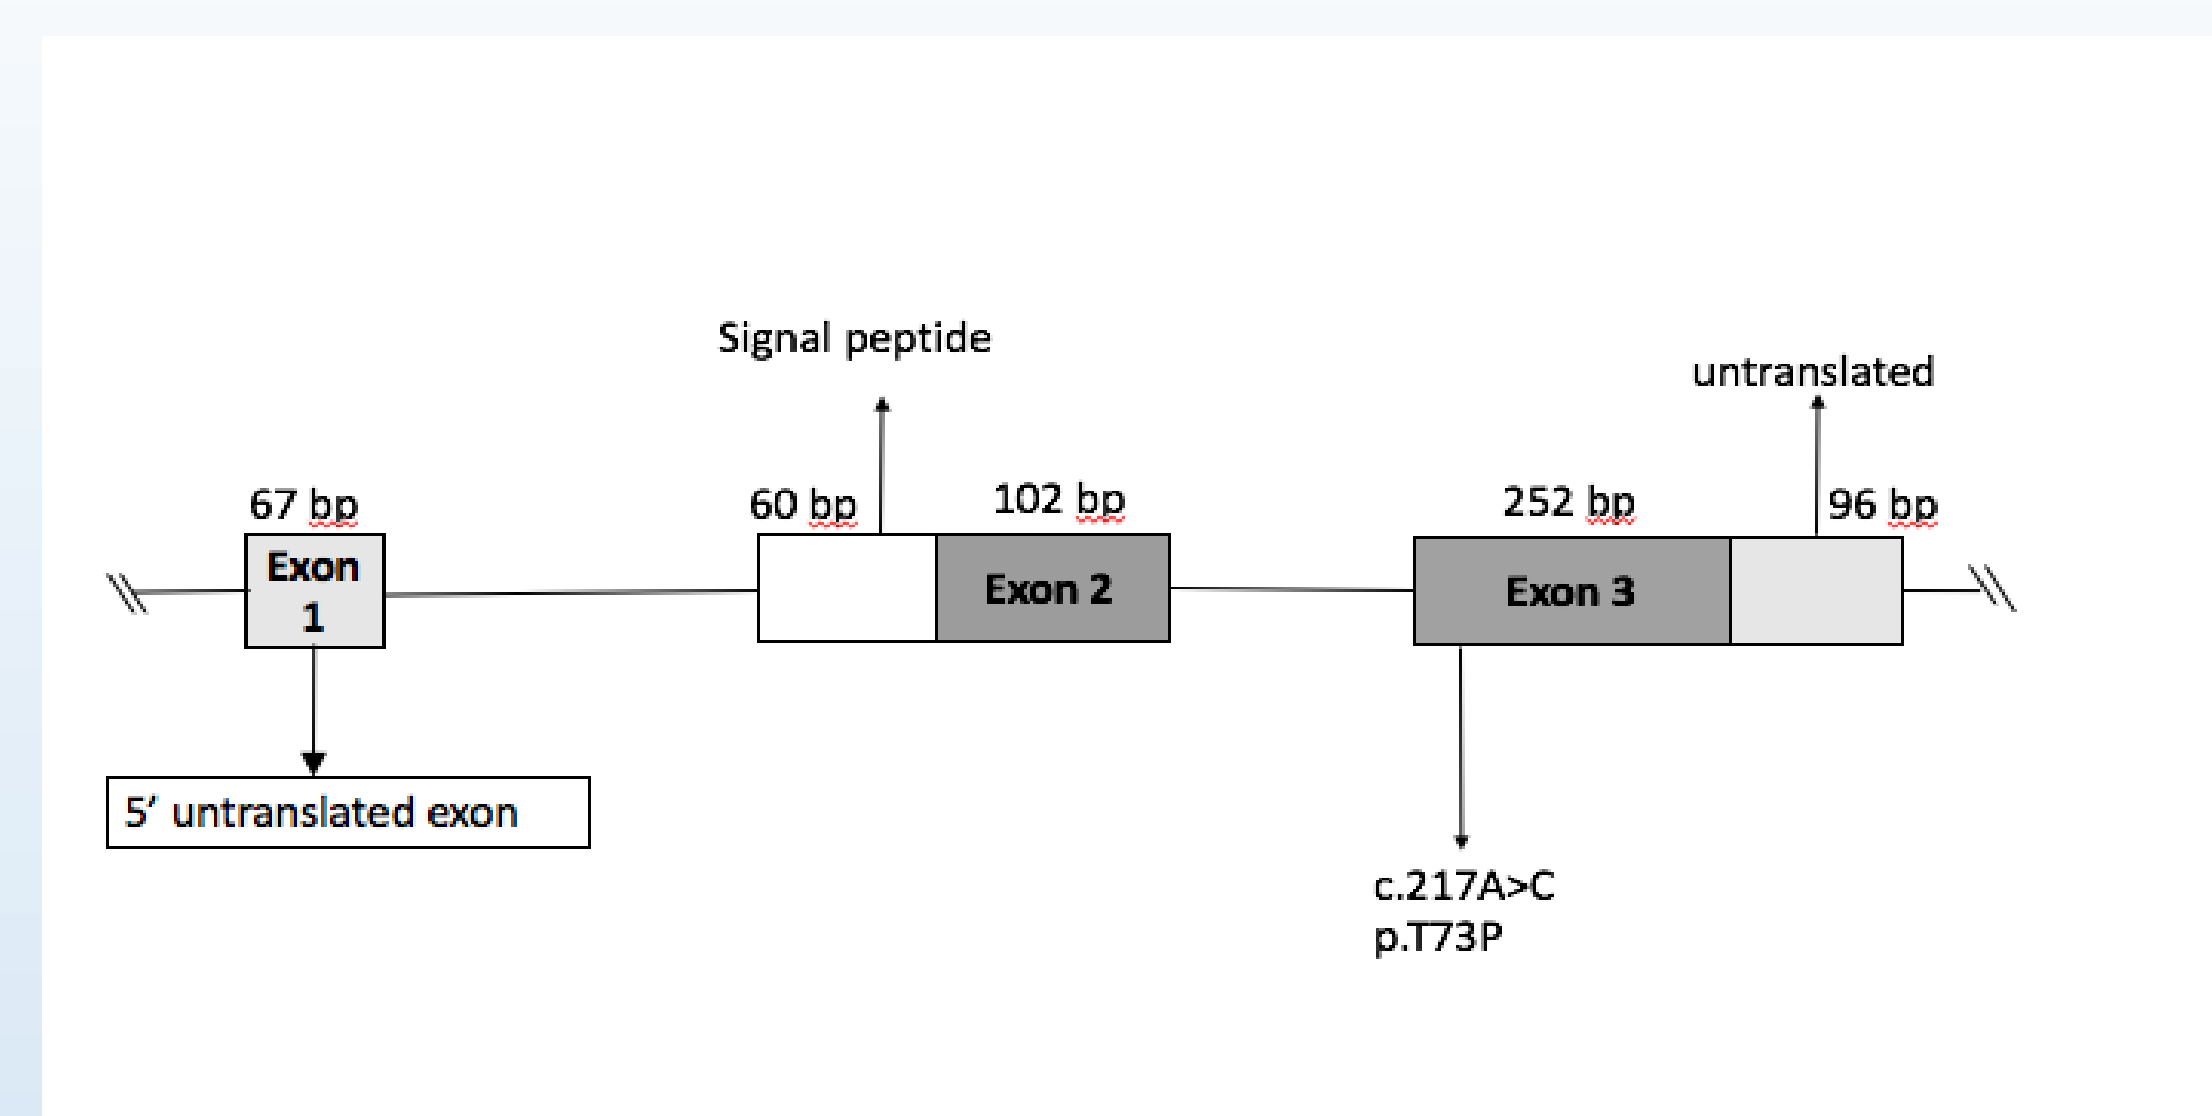 Signal peptide
untranslated
67 bp
60 bp
102 bp
252 bp
96 bp
Exon
1
Exon 2
Exon 3
5’ untranslated exon
c.217A>C
p.T73P